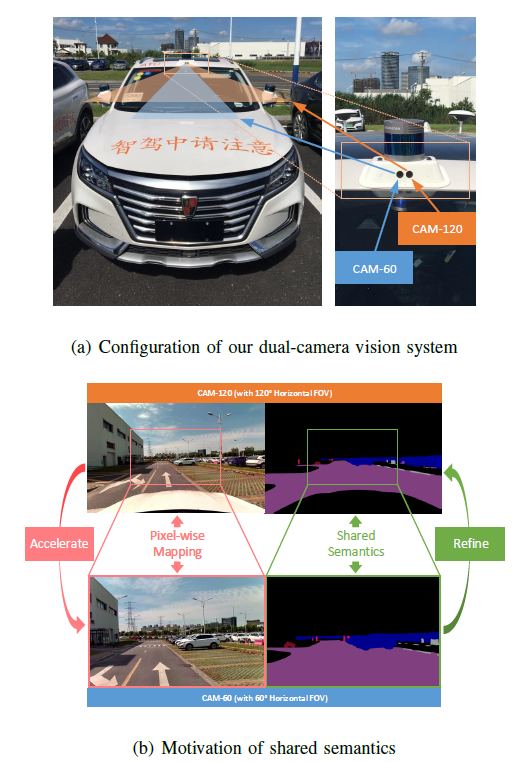 智驾中请注意
CAM-120
CAM-60
(a) Configuration of our dual-camera vision system
CAM-120 (with 120° Horizontal FOV)
Accelerate
Pixel-wise
Mapping
Shared
Semantics
Refine
CAM-60 (with 60° Horizontal FOV)
(b) Motivation of shared semantics